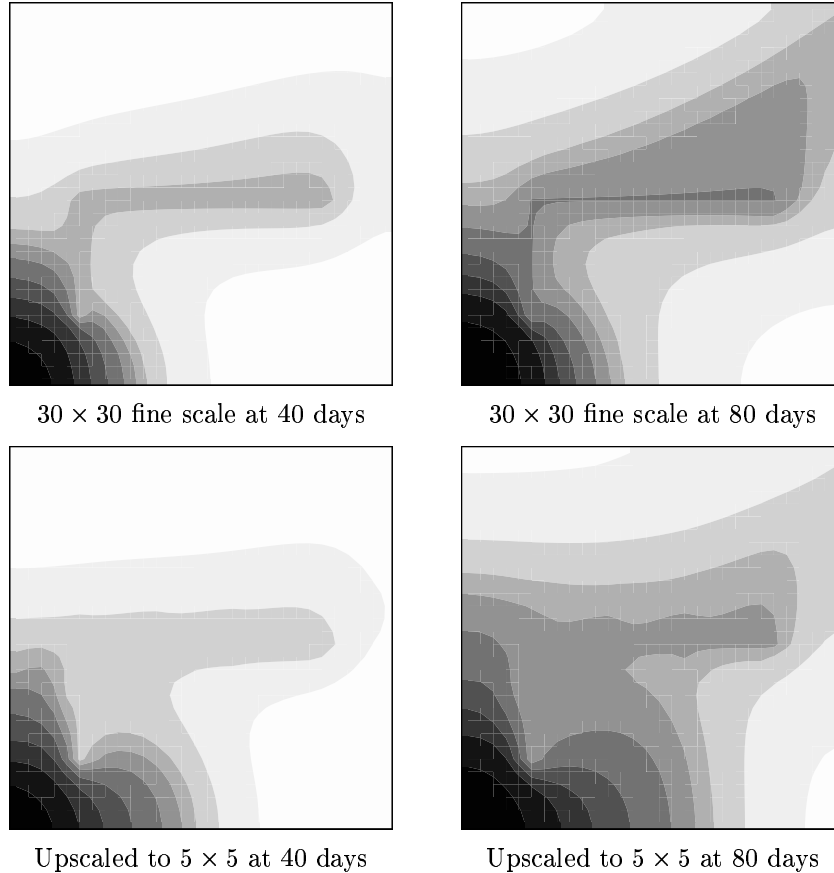 30 × 30 fine scale at 40 days
30 × 30 fine scale at 80 days
Upscaled to 5 × 5 at 40 days
Upscaled to 5 × 5 at 80 days